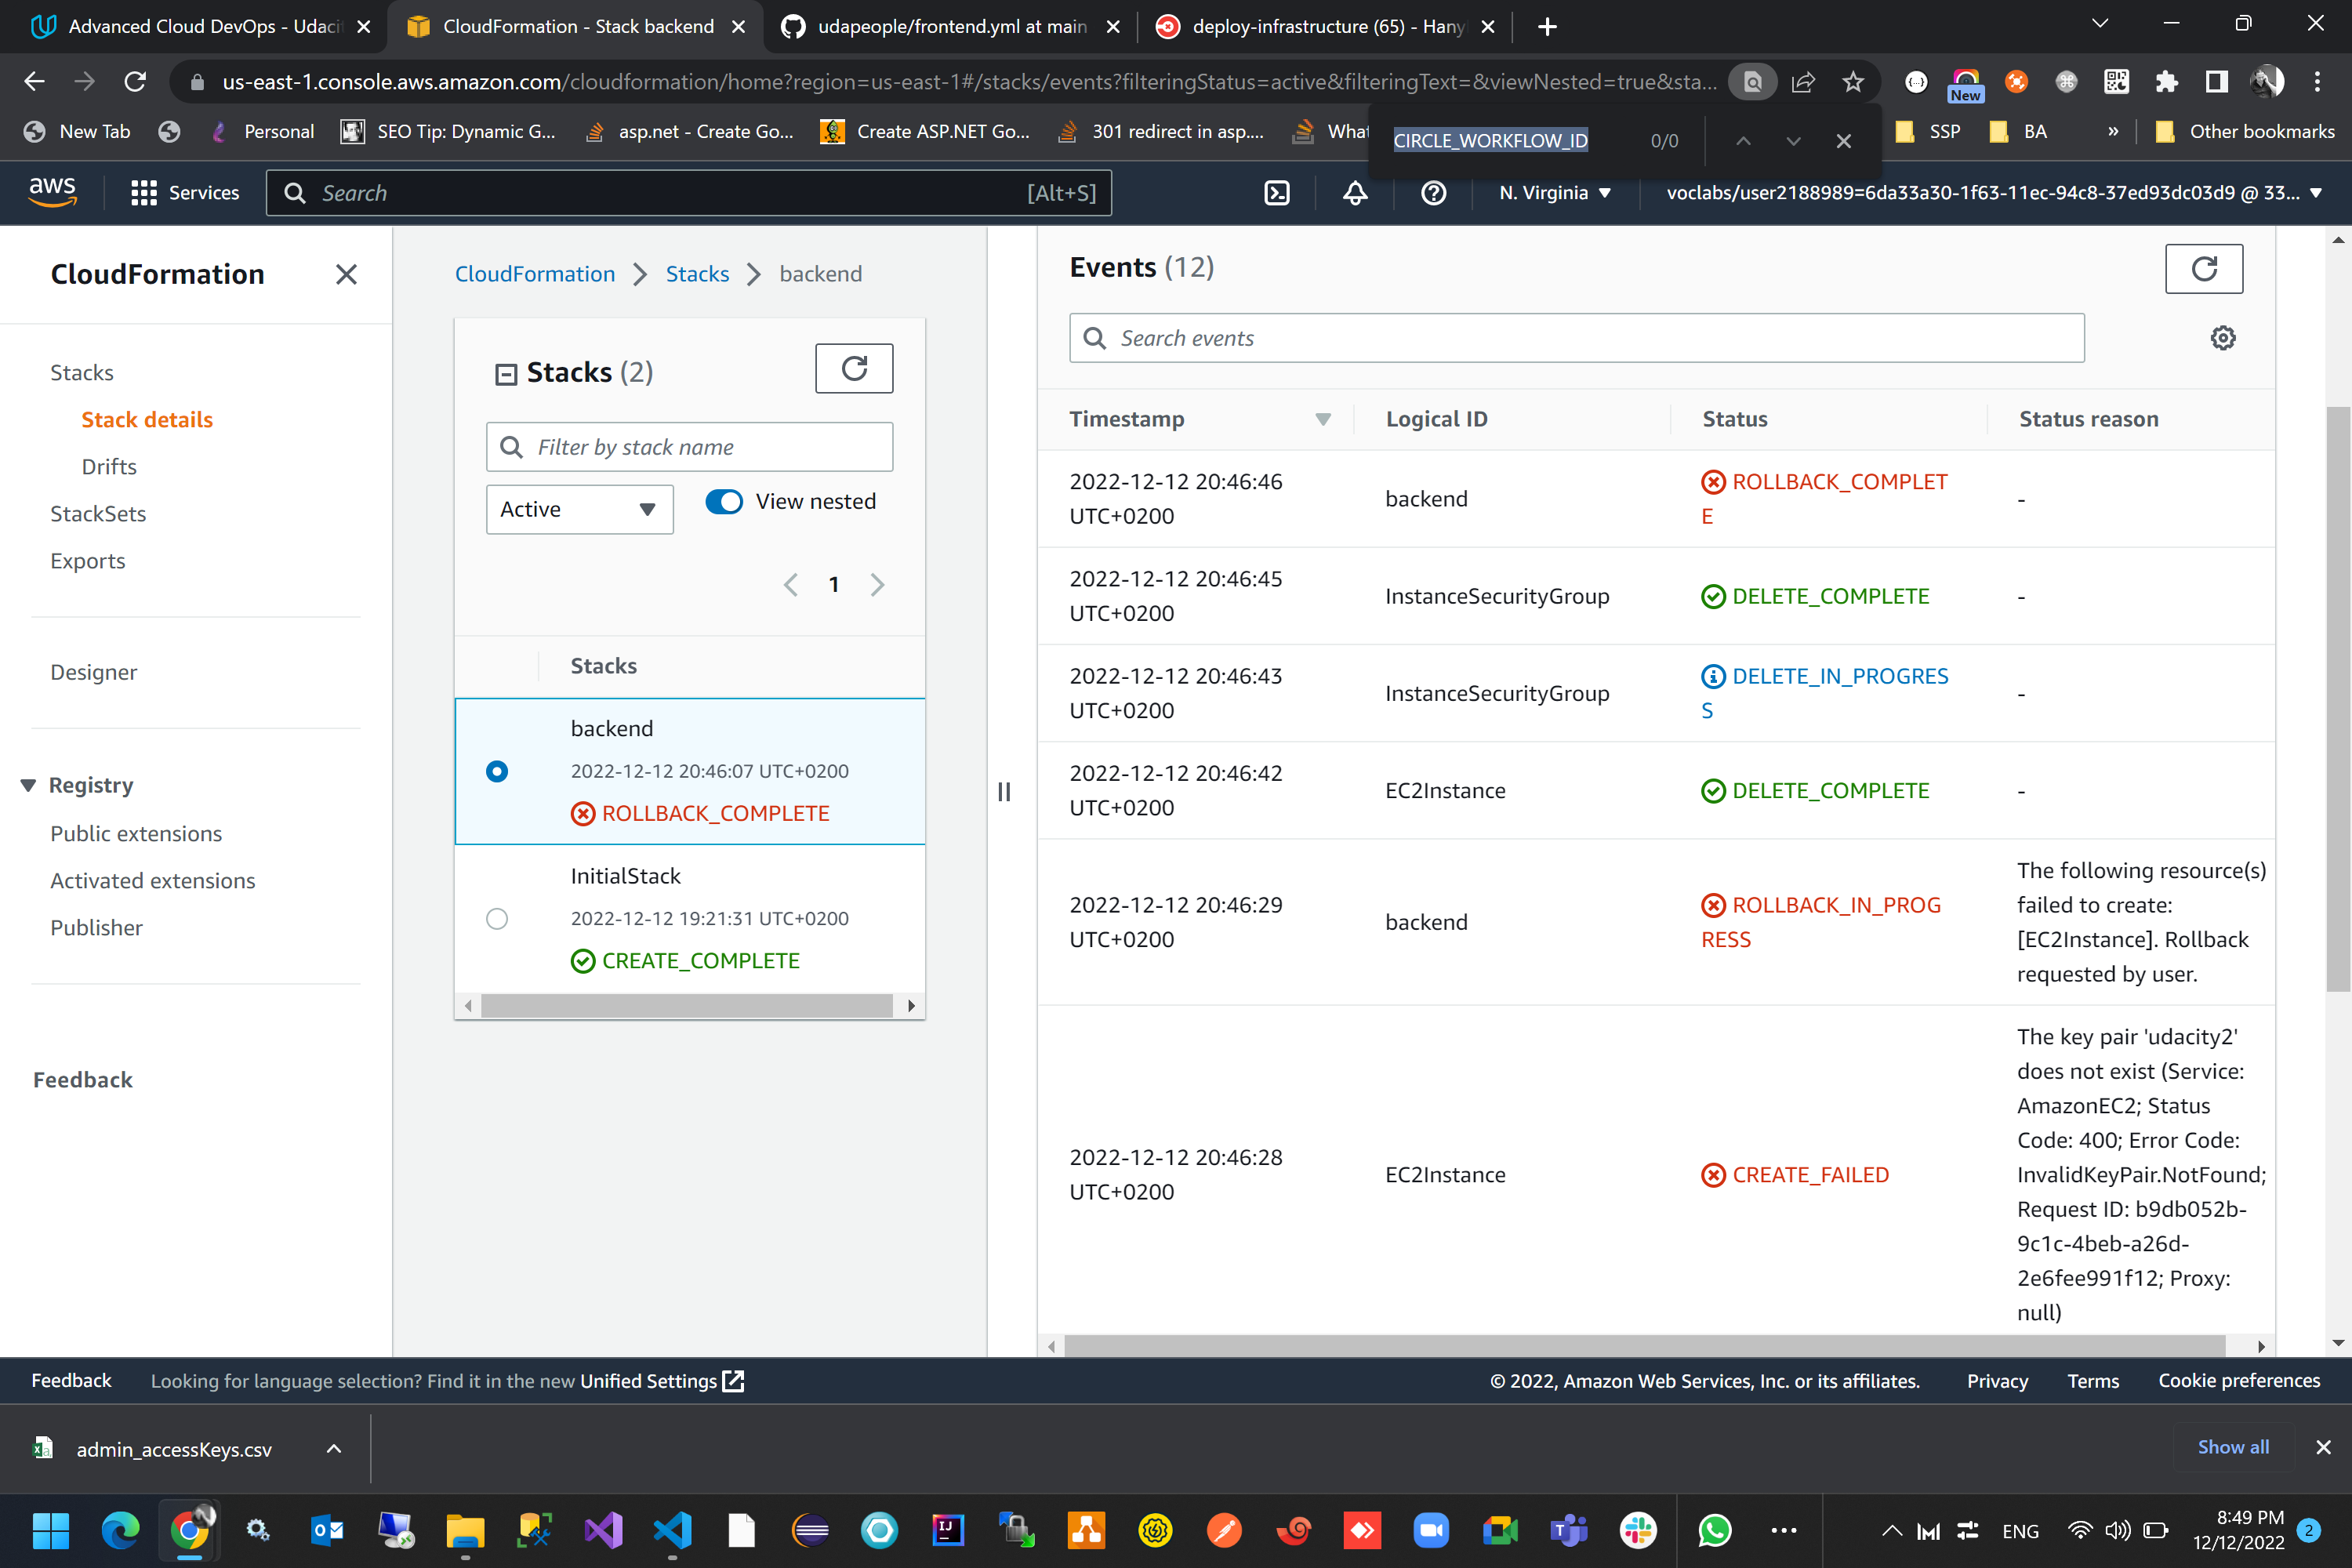 Advanced Cloud DevOps - Udaci
CloudFormation - Stack backend
udapeople/frontend.yml at main
deploy-infrastructure (65) - Hany
us-east-1.console.aws.amazon.com/cloudformation/home?region=us-east-1#/stacks/events?filteringStatus=active&filteringText=&viewNested=true&sta...
New
New Tab
Personal
SEO Tip: Dynamic G...
asp.net - Create Go...
Create ASP.NET Go...
301 redirect in asp....
What
SSP
BA
»
Other bookmarks
CIRCLE_WORKFLOW_ID
0/0
aws
Services
Search
[Alt+S]
N. Virginia
voclabs/user2188989=6da33a30-1f63-11ec-94c8-37ed93dc03d9 @ 33...
CloudFormation
Stacks
Stack details
Drifts
StackSets
Exports
Designer
Registry
Public extensions
Activated extensions
Publisher
Feedback
CloudFormation
Stacks
backend
Stacks (2)
Filter by stack name
Active
View nested
1
Stacks
backend
2022-12-12 20:46:07 UTC+0200
ROLLBACK_COMPLETE
InitialStack
2022-12-12 19:21:31 UTC+0200
CREATE_COMPLETE
Events (12)
Search events
Timestamp
Logical ID
Status
Status reason
2022-12-12 20:46:46
UTC+0200
backend
ROLLBACK_COMPLET
E
-
2022-12-12 20:46:45
UTC+0200
InstanceSecurityGroup
DELETE_COMPLETE
-
2022-12-12 20:46:43
UTC+0200
InstanceSecurityGroup
DELETE_IN_PROGRES
S
-
2022-12-12 20:46:42
UTC+0200
EC2Instance
DELETE_COMPLETE
-
2022-12-12 20:46:29
UTC+0200
backend
ROLLBACK_IN_PROG
RESS
The following resource(s)
failed to create:
[EC2Instance]. Rollback
requested by user.
2022-12-12 20:46:28
UTC+0200
EC2Instance
CREATE_FAILED
The key pair 'udacity2'
does not exist (Service:
AmazonEC2; Status
Code: 400; Error Code:
InvalidKeyPair.NotFound;
Request ID: b9db052b-
9c1c-4beb-a26d-
2e6fee991f12; Proxy:
null)
Feedback
Looking for language selection? Find it in the new Unified Settings
© 2022, Amazon Web Services, Inc. or its affiliates.
Privacy
Terms
Cookie preferences
admin_accessKeys.csv
Show all
ENG
8:49 PM
12/12/2022
2